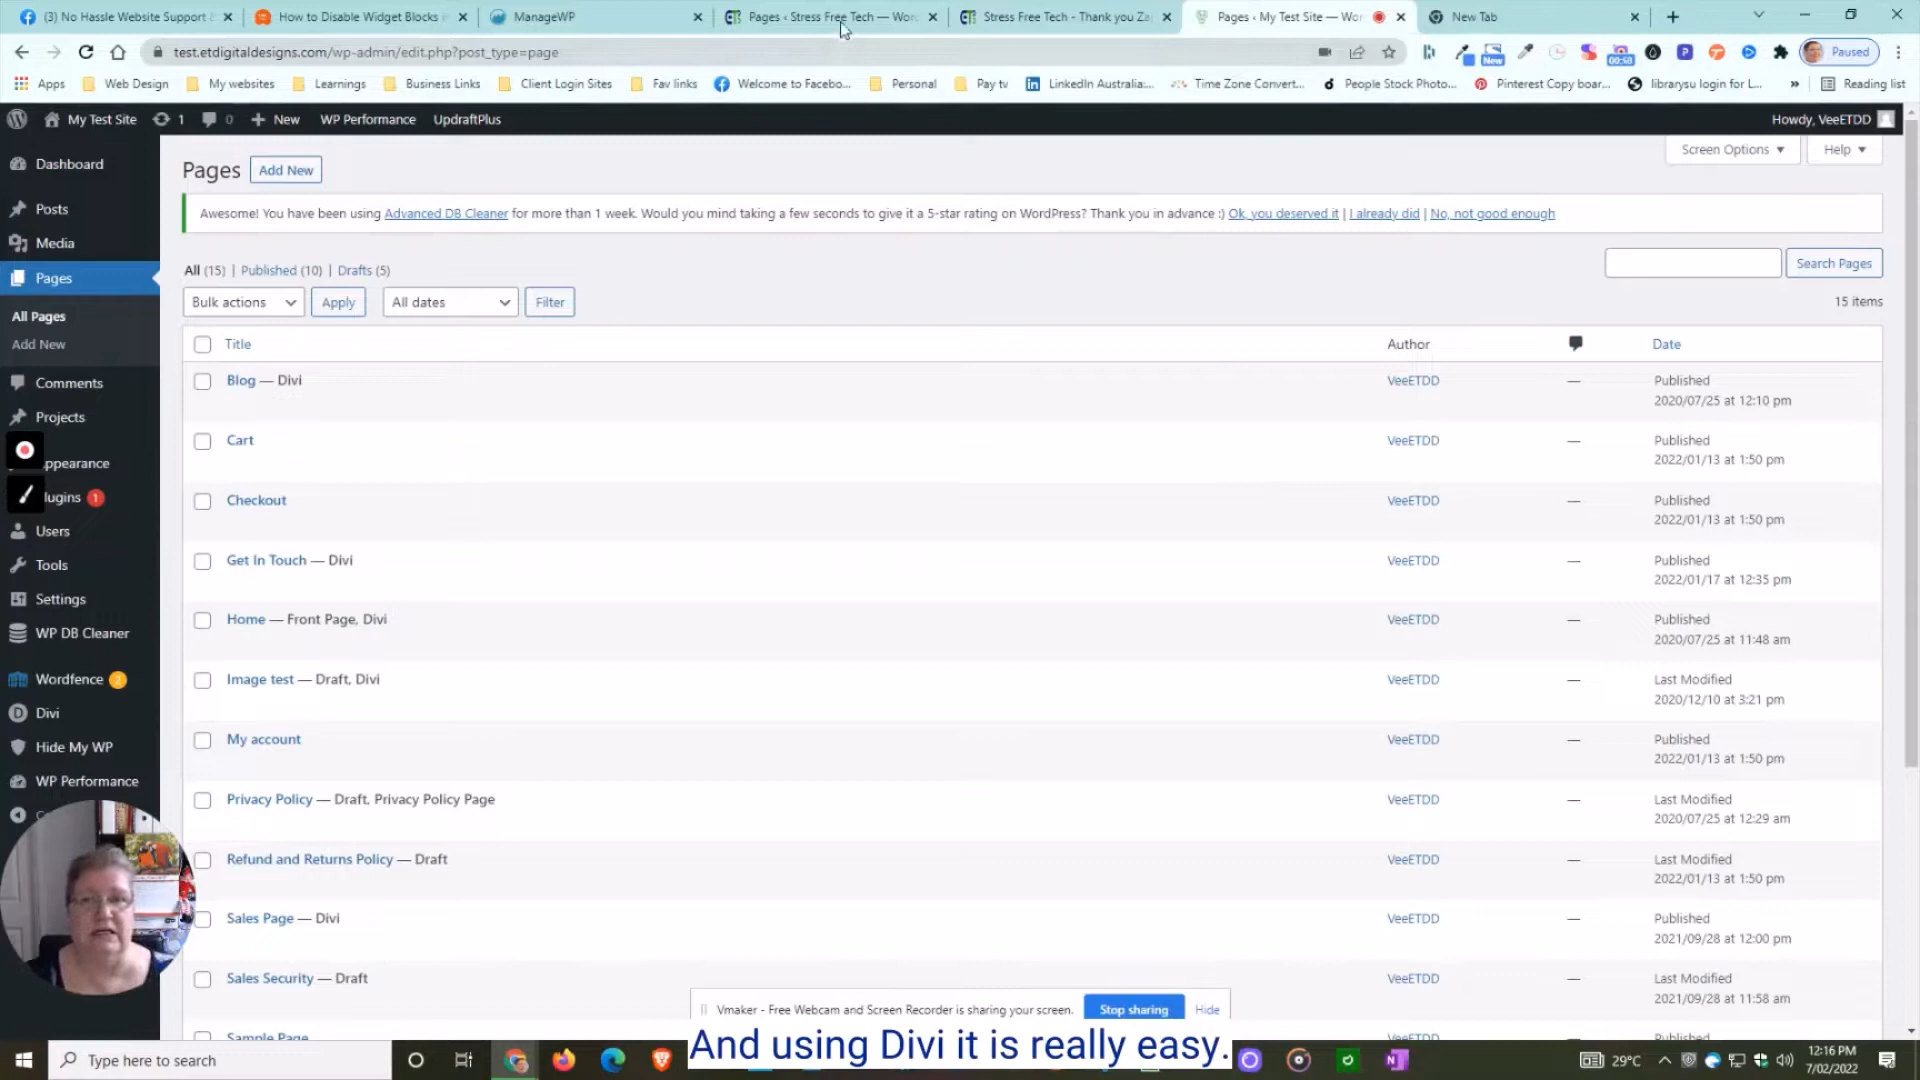 (3) No Hassle Website Support &
How to Disable Widget Blocks i
ManageWP
Pages ‹ Stress Free Tech — Wor
Stress Free Tech - Thank you Za
Pages ‹ My Test Site — Wor
New Tab
test.etdigitaldesigns.com/wp-admin/edit.php?post_type=page
New
00:58
Paused
Apps
Web Design
My websites
Learnings
Business Links
Client Login Sites
Fav links
Welcome to Facebo...
Personal
Pay tv
LinkedIn Australia:...
Time Zone Convert...
People Stock Photo...
Pinterest Copy boar...
librarysu login for L...
»
Reading list
My Test Site
1
0
New
WP Performance
UpdraftPlus
Howdy, VeeETDD
Dashboard
Posts
Media
Pages
All Pages
Add New
Comments
Projects
ppearance
lugins 1
Users
Tools
Settings
WP DB Cleaner
Wordfence 2
Divi
Hide My WP
WP Performance
Pages
Add New
Screen Options
Help
Awesome! You have been using Advanced DB Cleaner for more than 1 week. Would you mind taking a few seconds to give it a 5-star rating on WordPress? Thank you in advance :) Ok, you deserved it | I already did | No, not good enough
All (15) | Published (10) | Drafts (5)
Search Pages
Bulk actions
Apply
All dates
Filter
15 items
Title
Author
Date
Blog — Divi
VeeETDD
—
Published
2020/07/25 at 12:10 pm
Cart
VeeETDD
—
Published
2022/01/13 at 1:50 pm
Checkout
VeeETDD
—
Published
2022/01/13 at 1:50 pm
Get In Touch — Divi
VeeETDD
—
Published
2022/01/17 at 12:35 pm
Home — Front Page, Divi
VeeETDD
—
Published
2020/07/25 at 11:48 am
Image test — Draft, Divi
VeeETDD
—
Last Modified
2020/12/10 at 3:21 pm
My account
VeeETDD
—
Published
2022/01/13 at 1:50 pm
Privacy Policy — Draft, Privacy Policy Page
VeeETDD
—
Last Modified
2020/07/25 at 12:29 am
Refund and Returns Policy — Draft
VeeETDD
—
Last Modified
2022/01/13 at 1:50 pm
Sales Page — Divi
VeeETDD
—
Published
2021/09/28 at 12:00 pm
Sales Security — Draft
VeeETDD
—
Last Modified
2021/09/28 at 11:58 am
Sample Page
Vmaker - Free Webcam and Screen Recorder is sharing your screen.
Stop sharing
Hide
And using Divi it is really easy.
Type here to search
29°C
12:16 PM
7/02/2022